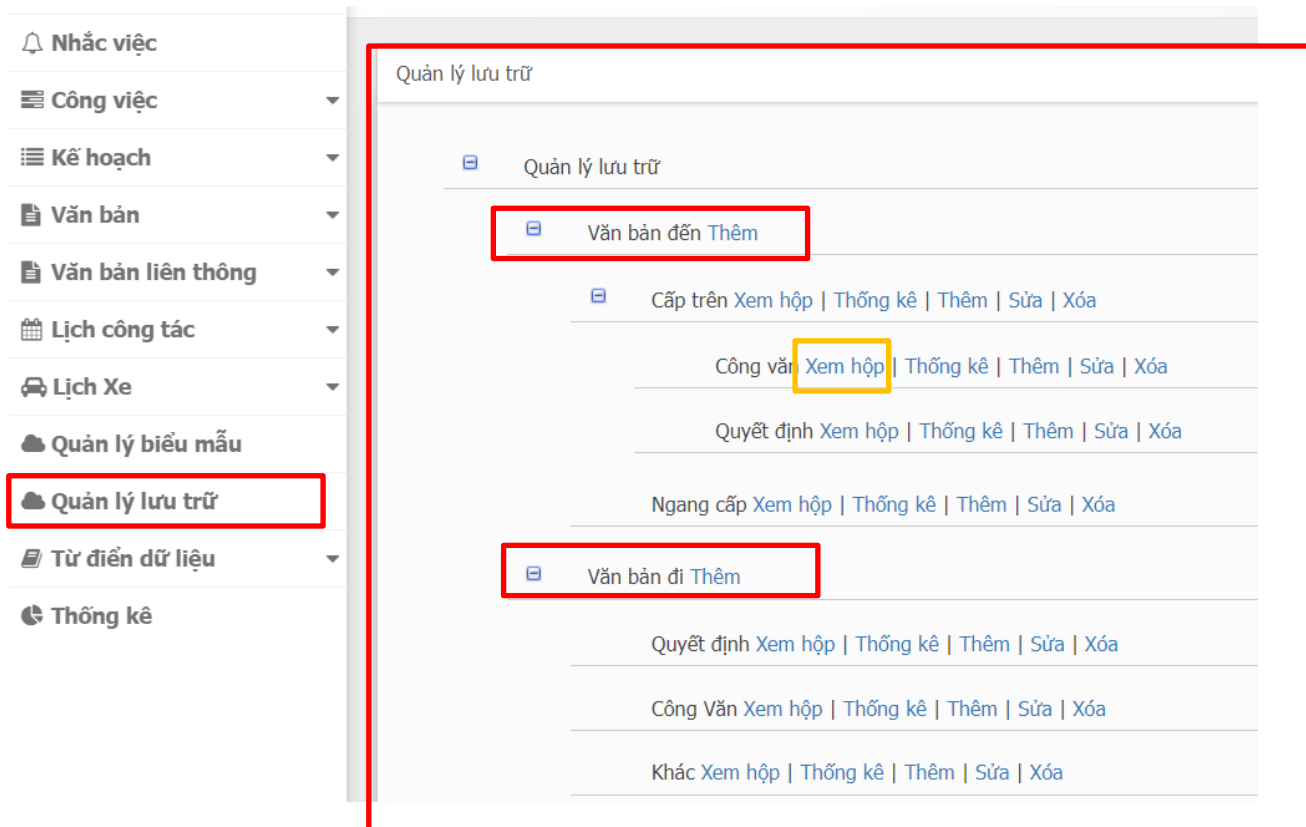 Nhắc việc
Công việc
Kế hoạch
Văn bản
Văn bản liên thông
Lịch công tác
Lịch Xe
Quản lý biểu mẫu
Quản lý lưu trữ
Từ điển dữ liệu
Thống kê
Quản lý lưu trữ
Quản lý lưu trữ
Văn bản đến Thêm
Cấp trên Xem hộp | Thống kê | Thêm | Sửa | Xóa
Công văn Xem hộp | Thống kê | Thêm | Sửa | Xóa
Quyết định Xem hộp | Thống kê | Thêm | Sửa | Xóa
Ngang cấp Xem hộp | Thống kê | Thêm | Sửa | Xóa
Văn bản đi Thêm
Quyết định Xem hộp | Thống kê | Thêm | Sửa | Xóa
Công Văn Xem hộp | Thống kê | Thêm | Sửa | Xóa
Khác Xem hộp | Thống kê | Thêm | Sửa | Xóa